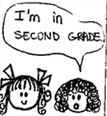 I'm in
SECOND GRADE.